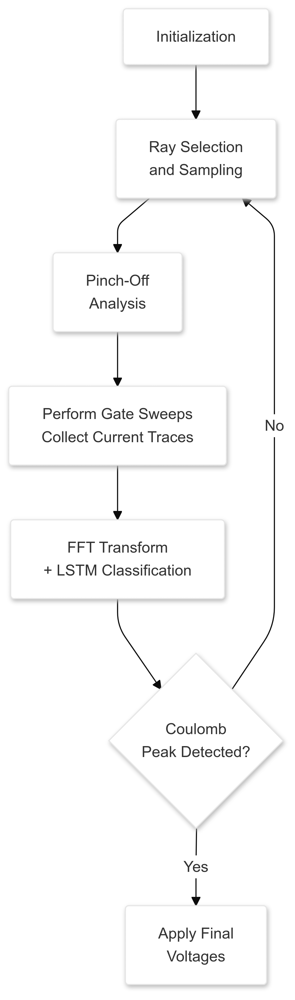 Initialization
Ray Selection
and Sampling
Pinch-Off
Analysis
Perform Gate Sweeps
Collect Current Traces
No
FFT Transform
+ LSTM Classification
Coulomb
Peak Detected?
Yes
Apply Final
Voltages